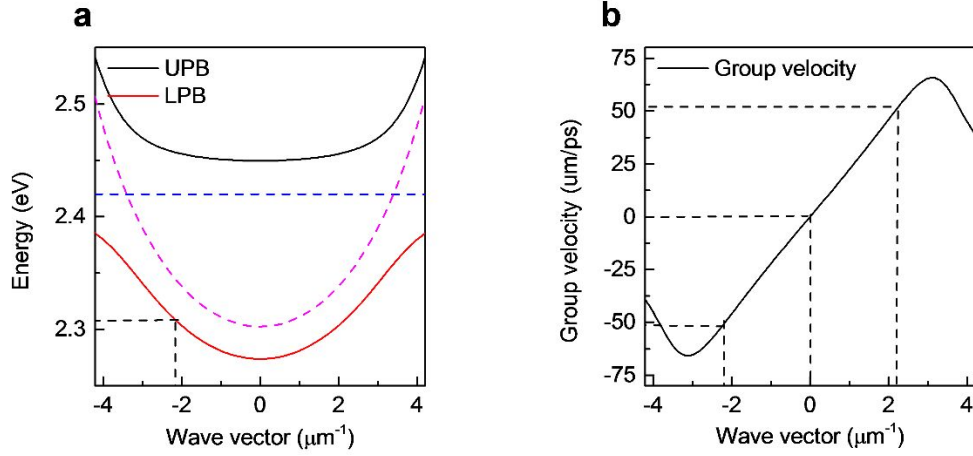 a
UPB
LPB
2.5
2.4
2.3
Energy (eV)
-4
-2
0
2
4
Wave vector (μm⁻¹)
b
Group velocity
75
50
25
0
-25
-50
-75
Group velocity (um/ps)
-4
-2
0
2
4
Wave vector (μm⁻¹)